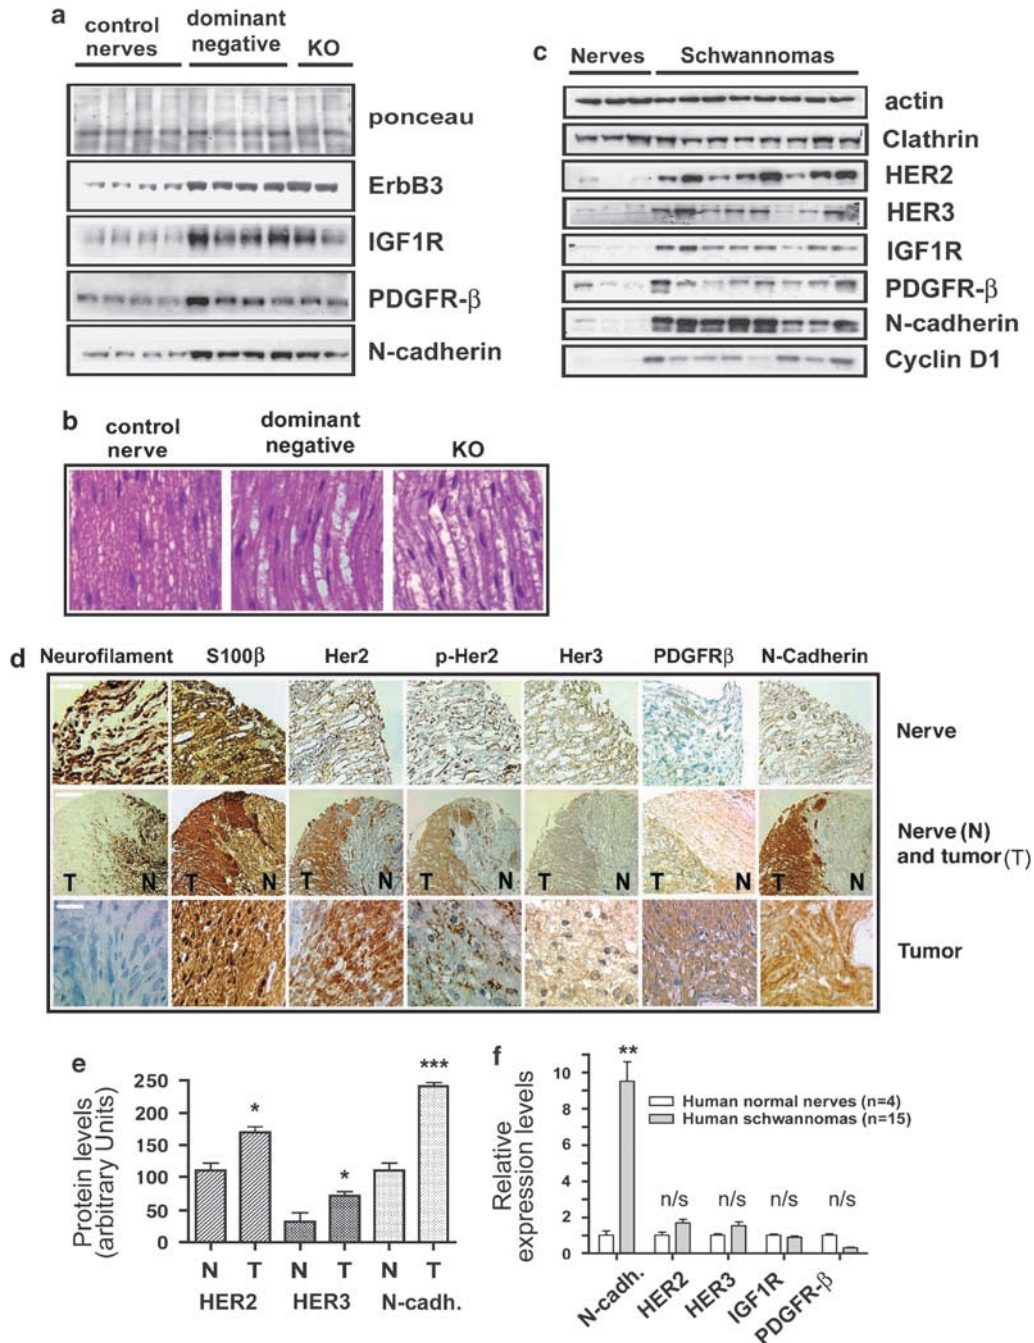 a
control
nerves
dominant
negative
KO
ponceau
ErbB3
IGF1R
PDGFR-β
N-cadherin
c
Nerves
Schwannomas
actin
Clathrin
HER2
HER3
IGF1R
PDGFR-β
N-cadherin
Cyclin D1
b
control
nerve
dominant
negative
KO
d
Neurofilament S100β Her2 p-Her2 Her3 PDGFRβ N-Cadherin
Nerve
T N T N T N T N T N T N T N
Nerve (N)
and tumor (T)
Tumor
e
Protein levels
(arbitrary Units)
250
200
150
100
50
0
* * ***
N T N T N T
HER2 HER3 N-cadh.
f
Relative
expression levels
10
8
6
4
2
0
**
Human normal nerves (n=4)
Human schwannomas (n=15)
n/s n/s n/s n/s
N-cadh.
HER2
HER3
IGF1R
PDGFR-β